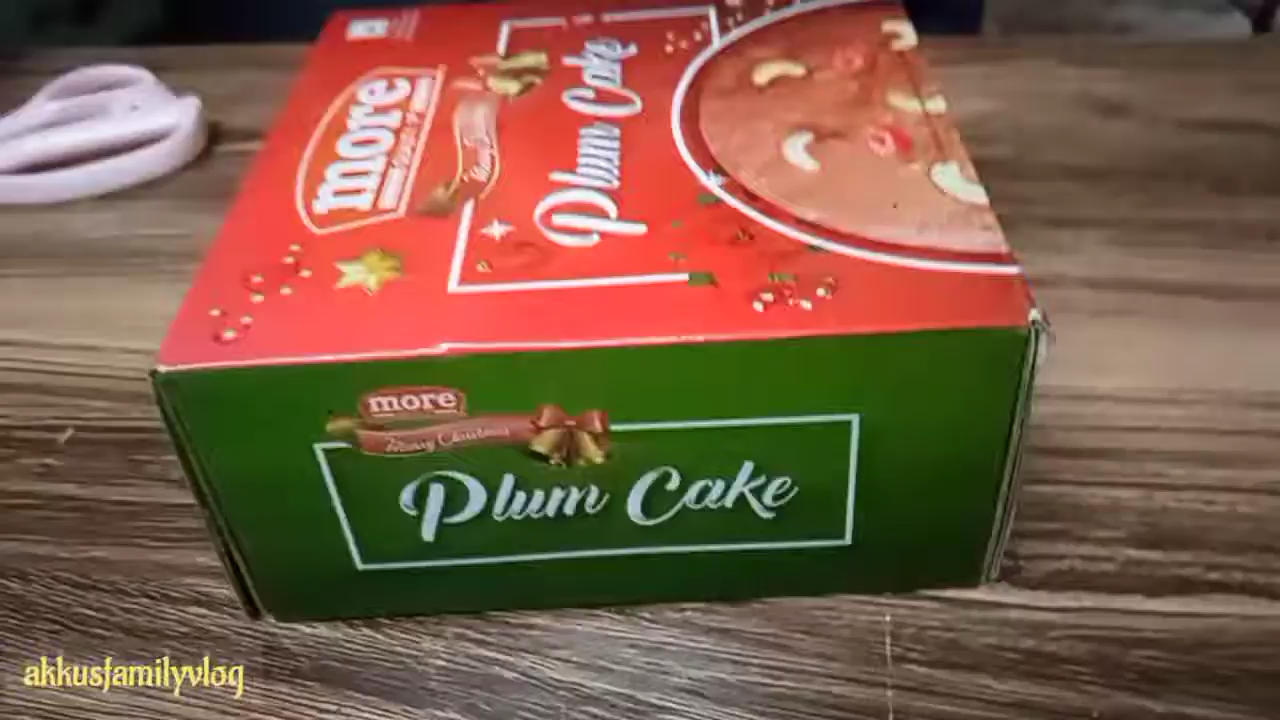 more
Plum Cake
more
Merry Christmas
Plum Cake
akkusfamilyvlog